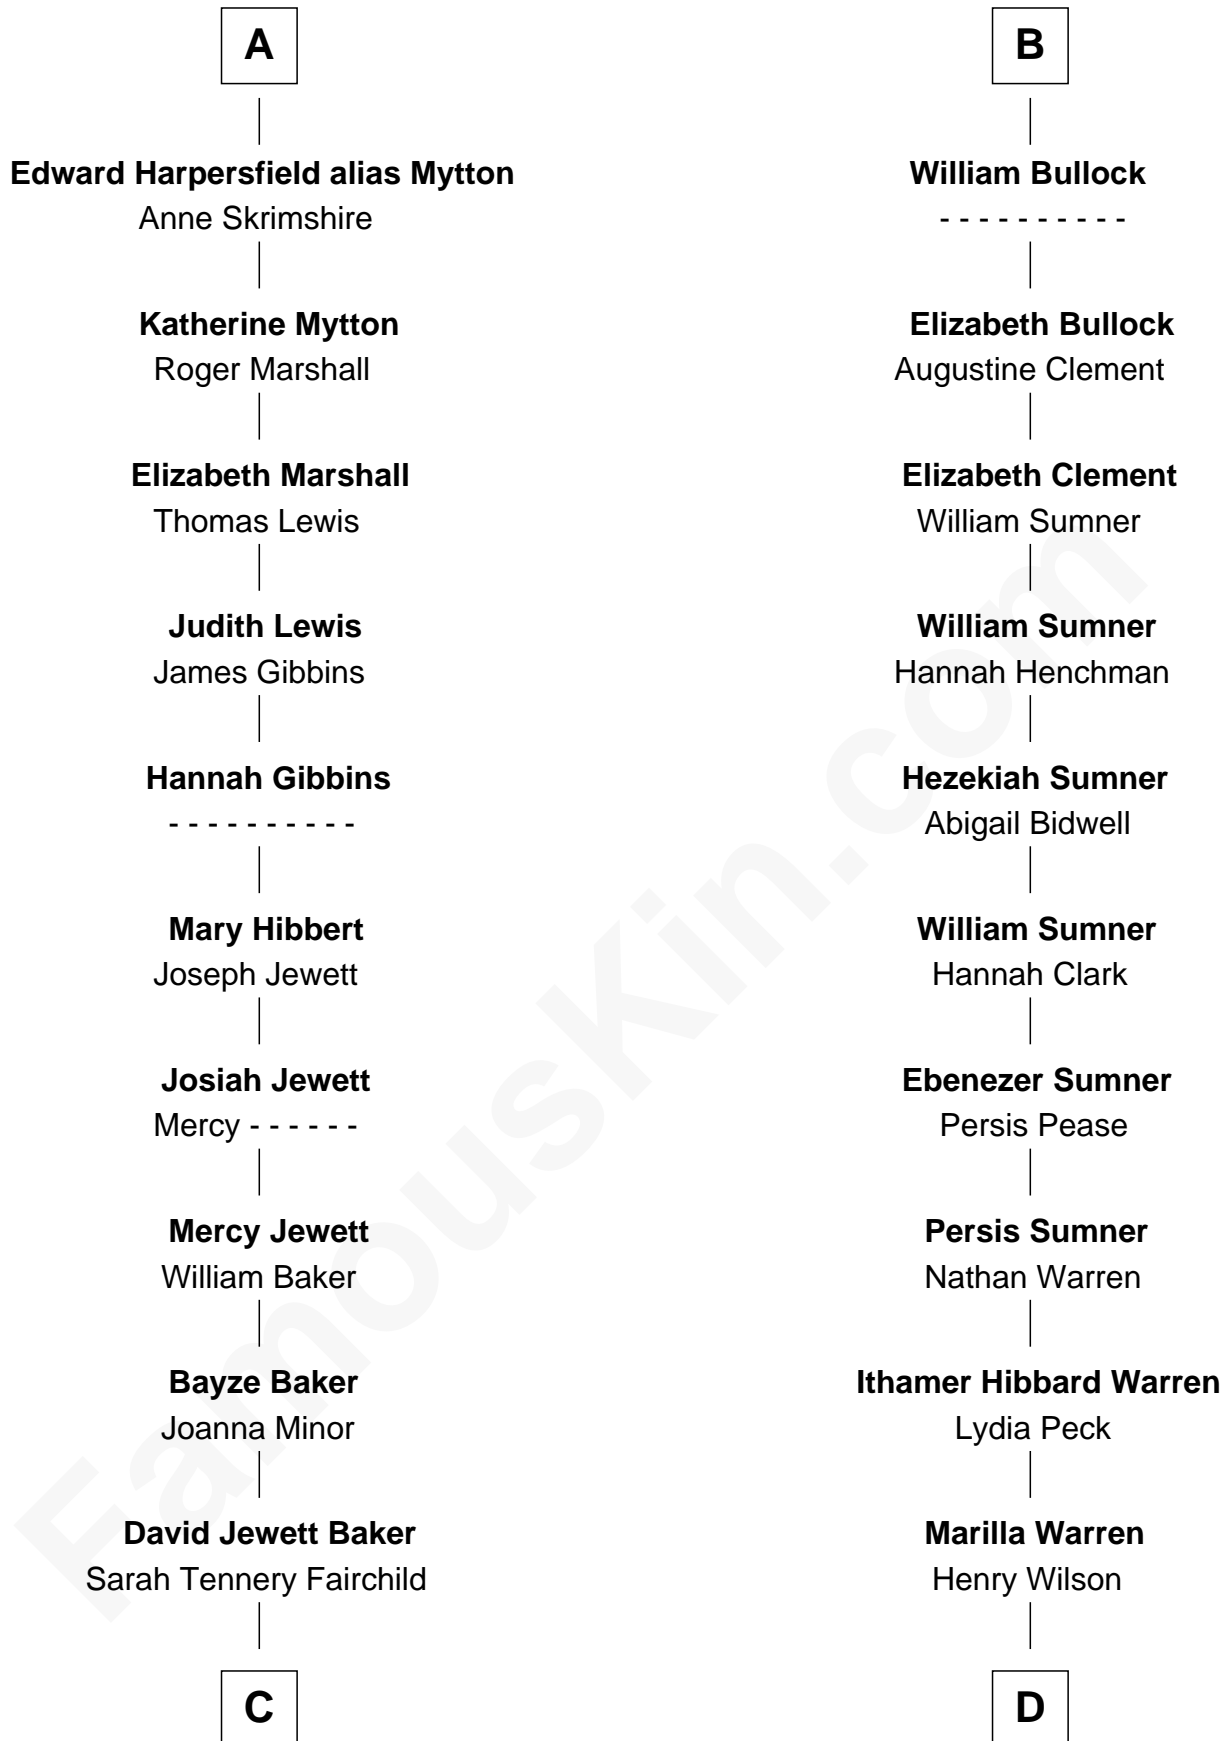 A
Edward Harpersfield alias Mytton
Anne Skrimshire
Katherine Mytton
Roger Marshall
Elizabeth Marshall
Thomas Lewis
Judith Lewis
James Gibbins
Hannah Gibbins
- - - - - - - - - -
Mary Hibbert
Joseph Jewett
Josiah Jewett
Mercy - - - - - -
Mercy Jewett
William Baker
Bayze Baker
Joanna Minor
David Jewett Baker
Sarah Tennery Fairchild
C
B
William Bullock
- - - - - - - - - -
Elizabeth Bullock
Augustine Clement
Elizabeth Clement
William Sumner
William Sumner
Hannah Henchman
Hezekiah Sumner
Abigail Bidwell
William Sumner
Hannah Clark
Ebenezer Sumner
Persis Pease
Persis Sumner
Nathan Warren
Ithamer Hibbard Warren
Lydia Peck
Marilla Warren
Henry Wilson
D
FamousKin.com